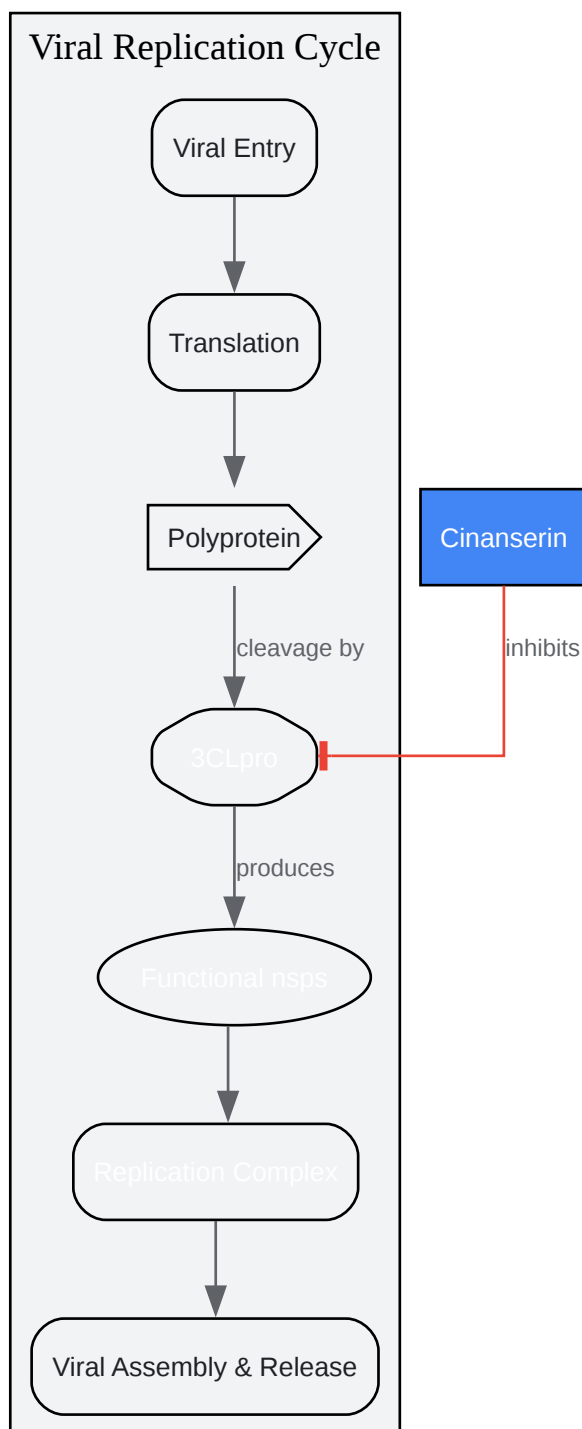 Viral Replication Cycle
Viral Entry
Translation
Polyprotein
Cinanserin
cleavage by
inhibits
3CLpro
produces
Functional nsps
Replication Complex
Viral Assembly & Release